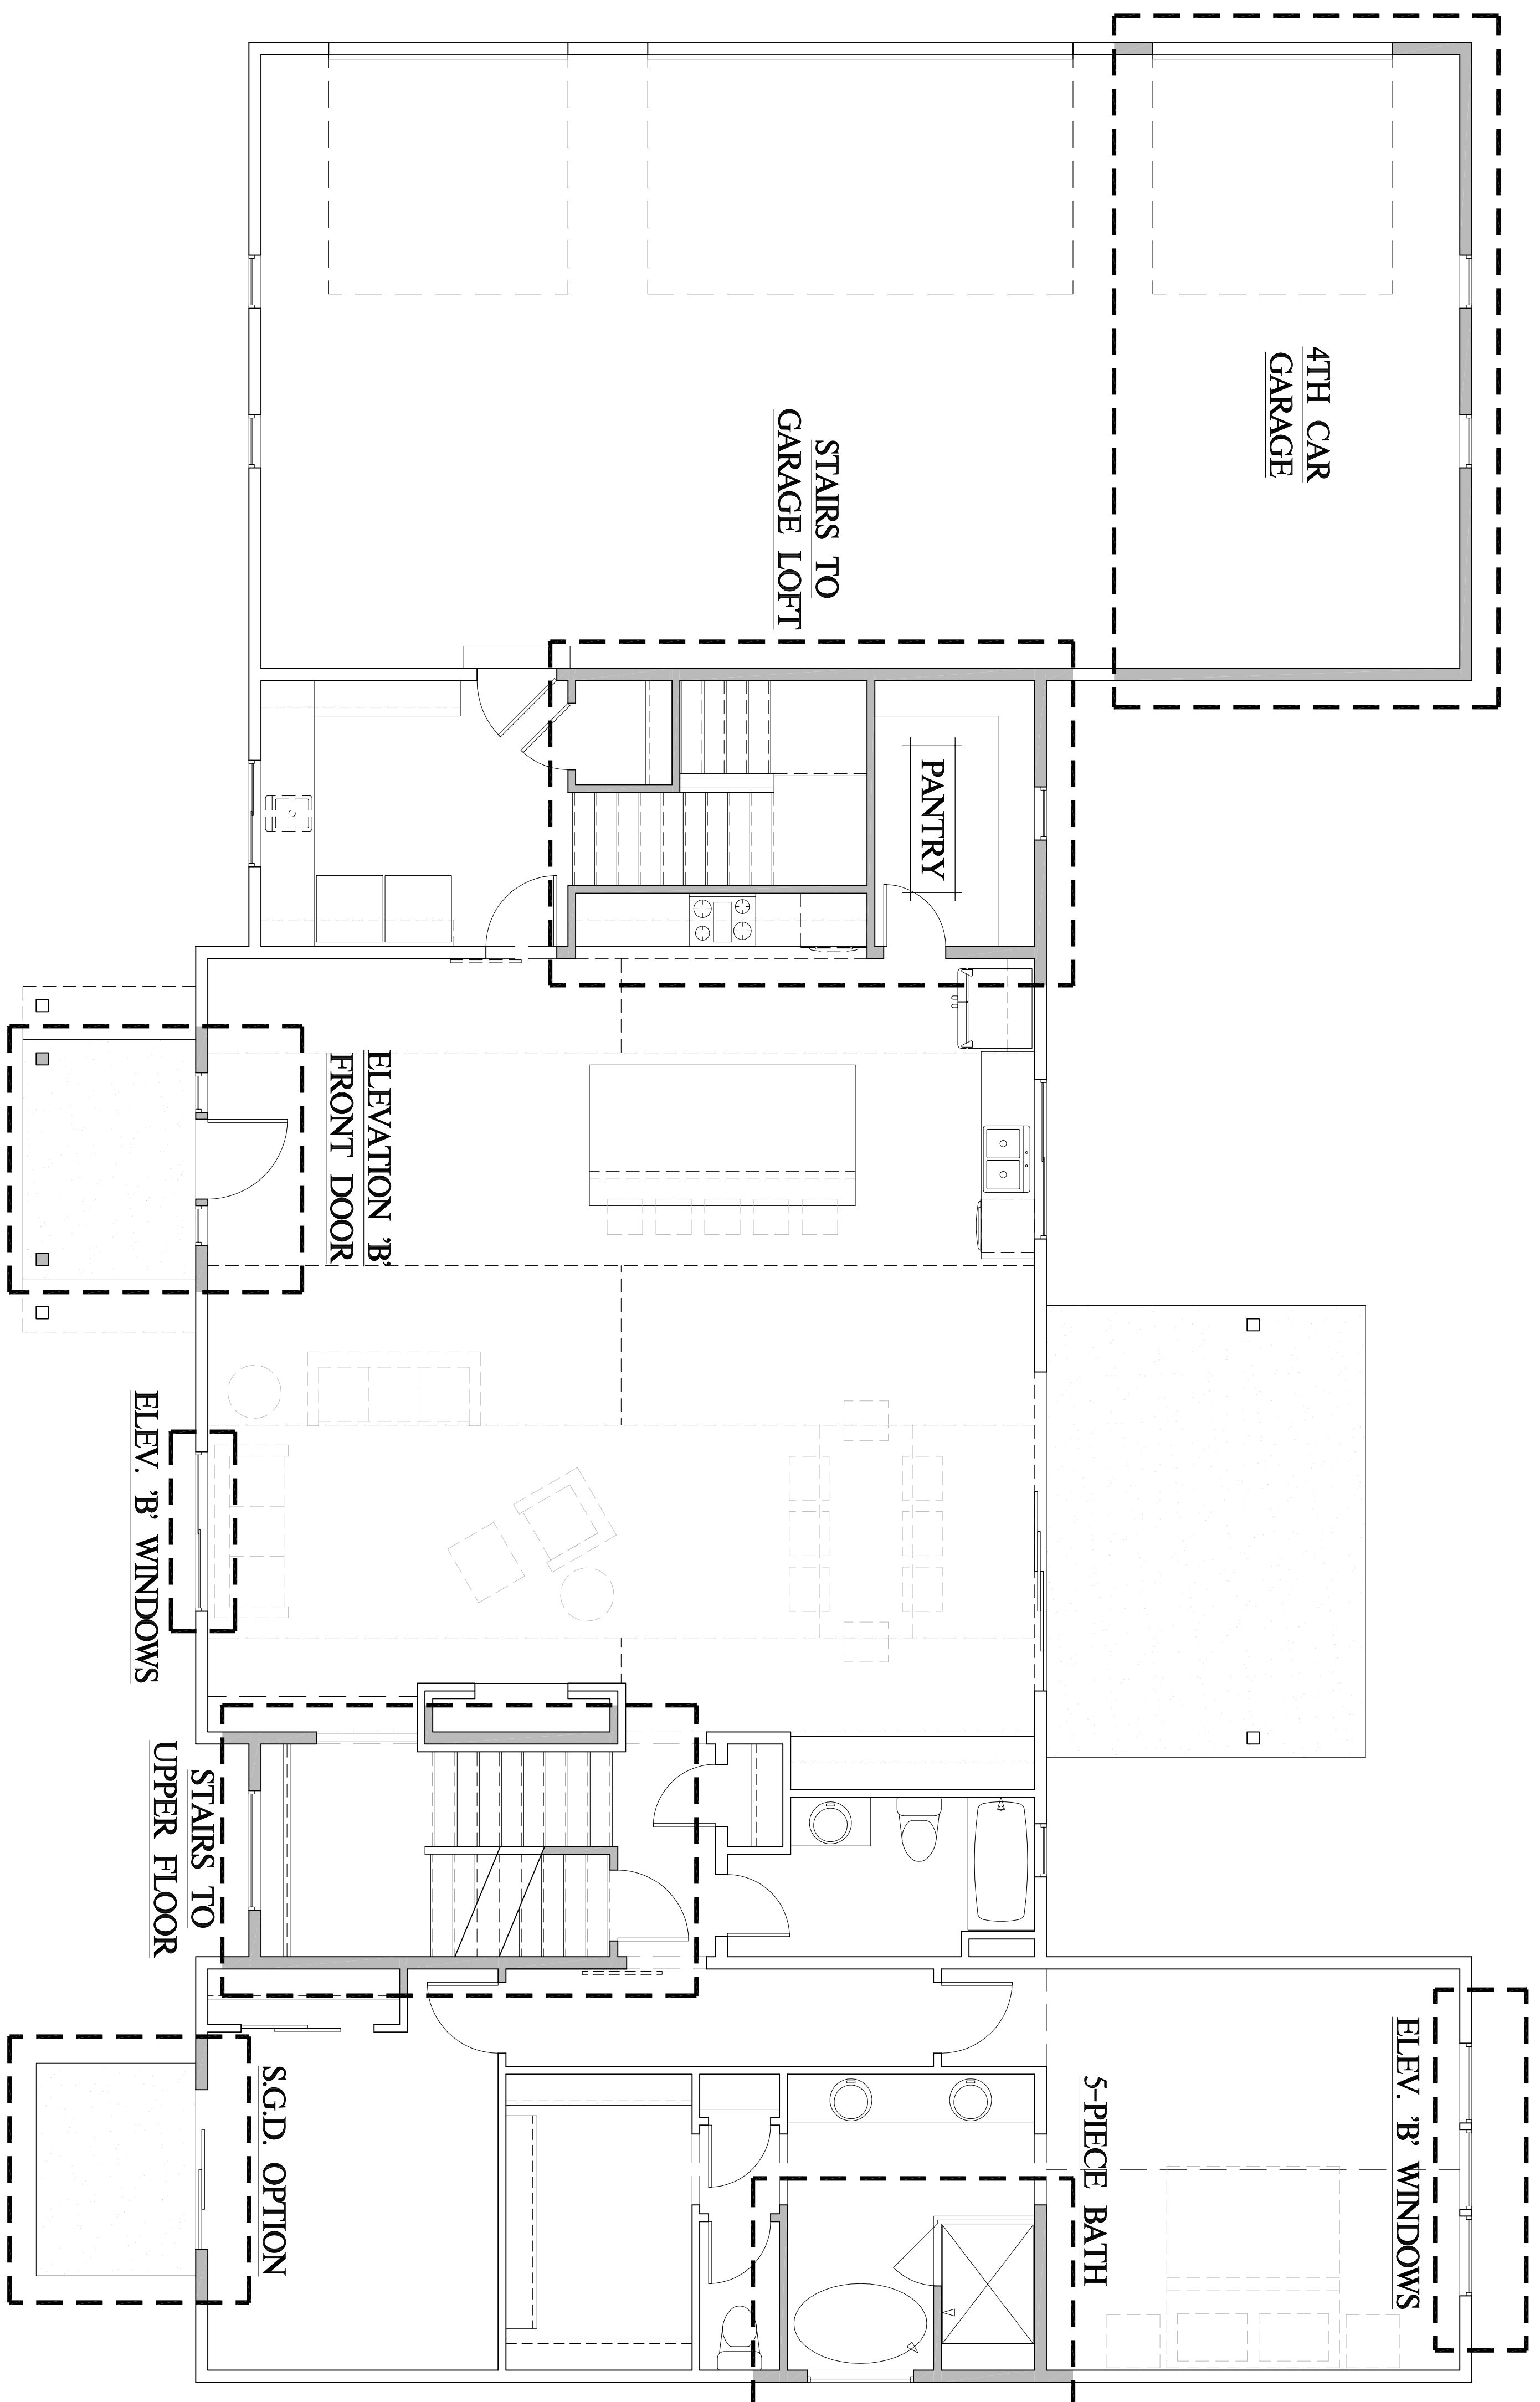 4TH CAR
GARAGE
STAIRS TO
GARAGE LOFT
PANTRY
ELEVATION 'B'
FRONT DOOR
ELEV. 'B' WINDOWS
STAIRS TO
UPPER FLOOR
S.G.D. OPTION
5-PIECE BATH
ELEV. 'B' WINDOWS